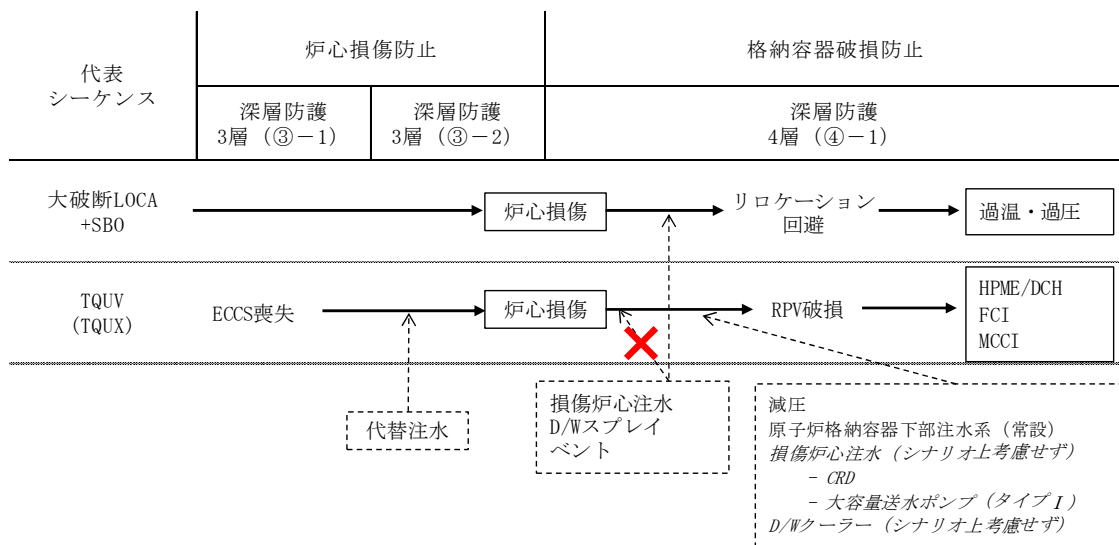 代表
シーケンス
炉心損傷防止
格納容器破損防止
深層防護
3層（③－1）
深層防護
3層（③－2）
深層防護
4層（④－1）
大破断LOCA
+SBO
炉心損傷
リロケーション
回避
過温・過圧
TQUV
(TQUX)
ECCS喪失
炉心損傷
RPV破損
HPME/DCH
FCI
MCCI
代替注水
損傷炉心注水
D/Wスプレイ
ベント
減圧
原子炉格納容器下部注水系（常設）
損傷炉心注水（シナリオ上考慮せず）
－ CRD
－ 大容量送水ポンプ（タイプI）
D/Wクーラー（シナリオ上考慮せず）